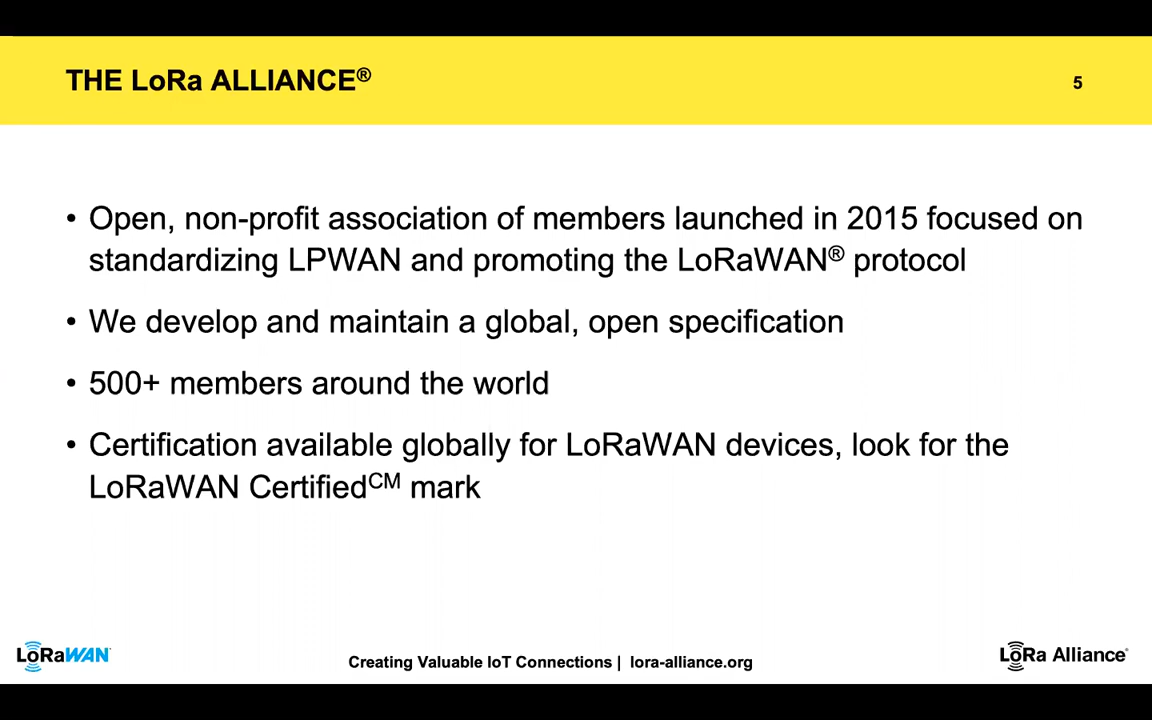 THE LoRa ALLIANCE®
5
• Open, non-profit association of members launched in 2015 focused on
standardizing LPWAN and promoting the LoRaWAN® protocol
• We develop and maintain a global, open specification
• 500+ members around the world
• Certification available globally for LoRaWAN devices, look for the
LoRaWAN Certified℠ mark
LoRaWAN
Creating Valuable IoT Connections | lora-alliance.org
LoRa Alliance®